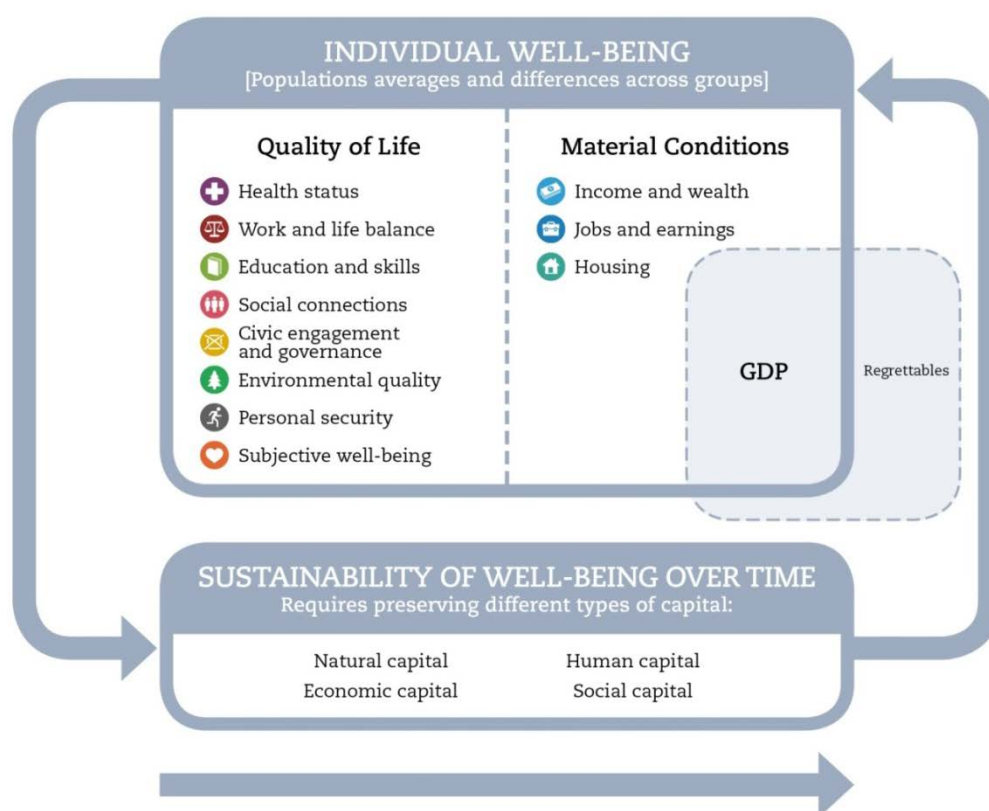 INDIVIDUAL WELL-BEING
[Populations averages and differences across groups]
Quality of Life
Health status
Work and life balance
Education and skills
Social connections
Civic engagement
and governance
Environmental quality
Personal security
Subjective well-being
Material Conditions
Income and wealth
Jobs and earnings
Housing
GDP
Regrettables
SUSTAINABILITY OF WELL-BEING OVER TIME
Requires preserving different types of capital:
Natural capital
Economic capital
Human capital
Social capital